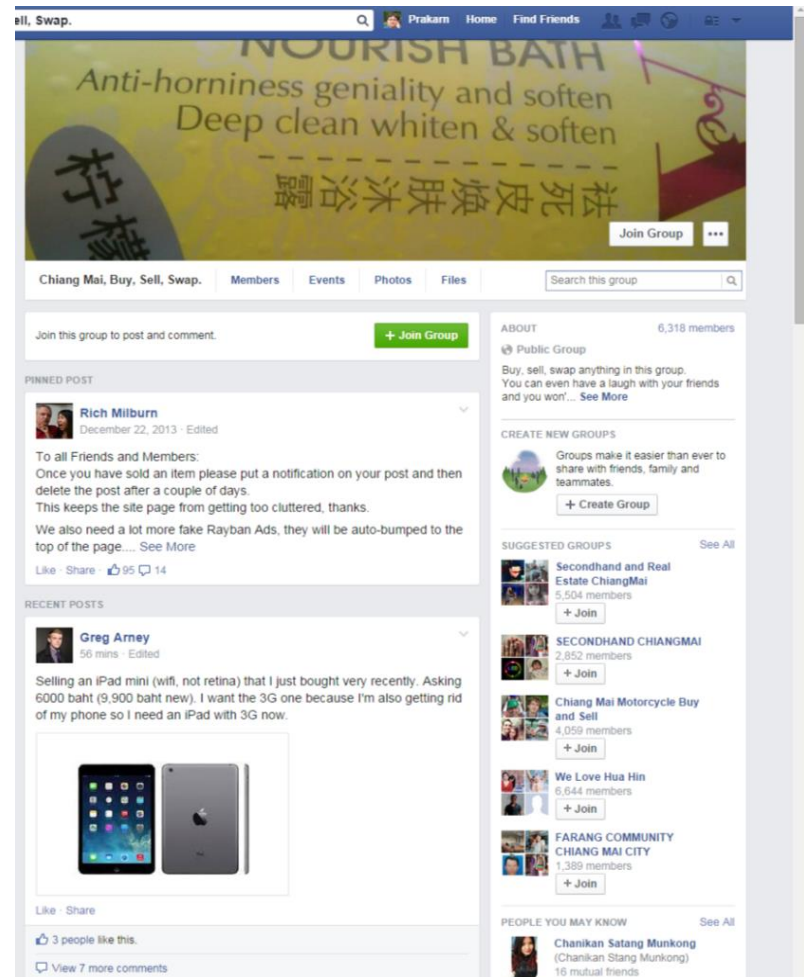 ell, Swap.
Prakarn Home Find Friends
NOURISH BATH
Anti-horniness geniality and soften
Deep clean whiten & soften
柠檬
祛死皮焕肤沐浴露
Join Group
Chiang Mai, Buy, Sell, Swap. Members Events Photos Files Search this group
Join this group to post and comment. + Join Group
PINNED POST
Rich Milburn
December 22, 2013 · Edited
To all Friends and Members:
Once you have sold an item please put a notification on your post and then
delete the post after a couple of days.
This keeps the site page from getting too cluttered, thanks.
We also need a lot more fake Rayban Ads, they will be auto-bumped to the
top of the page.... See More
Like · Share · 95 14
RECENT POSTS
Greg Arney
56 mins · Edited
Selling an iPad mini (wifi, not retina) that I just bought very recently. Asking
6000 baht (9,900 baht new). I want the 3G one because I'm also getting rid
of my phone so I need an iPad with 3G now.
Like · Share
3 people like this.
View 7 more comments
ABOUT 6,318 members
Public Group
Buy, sell, swap anything in this group.
You can even have a laugh with your friends
and you won'... See More
CREATE NEW GROUPS
Groups make it easier than ever to
share with friends, family and
teammates.
+ Create Group
SUGGESTED GROUPS See All
Secondhand and Real
Estate ChiangMai
5,504 members
+ Join
SECONDHAND CHIANGMAI
2,852 members
+ Join
Chiang Mai Motorcycle Buy
and Sell
4,059 members
+ Join
We Love Hua Hin
6,644 members
+ Join
FARANG COMMUNITY
CHIANG MAI CITY
1,389 members
+ Join
PEOPLE YOU MAY KNOW See All
Chanikan Satang Munkong
(Chanikan Stang Munkong)
16 mutual friends